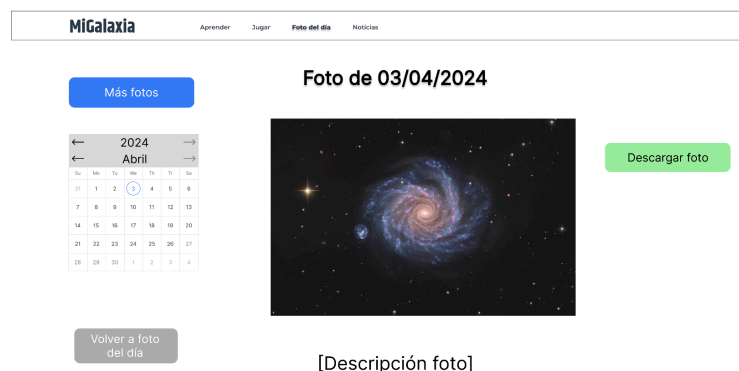 MiGalaxia
Aprender Jugar Foto del día Noticias
Más fotos
Foto de 03/04/2024
← 2024 →
← Abril →
Su Mo Tu We Th Tr Sa
31 1 2 3 4 5 6
7 8 9 10 11 12 13
14 15 16 17 18 19 20
21 22 23 24 25 26 27
28 29 30 1 2 3 4
Descargar foto
Volver a foto
del día
[Descripción foto]